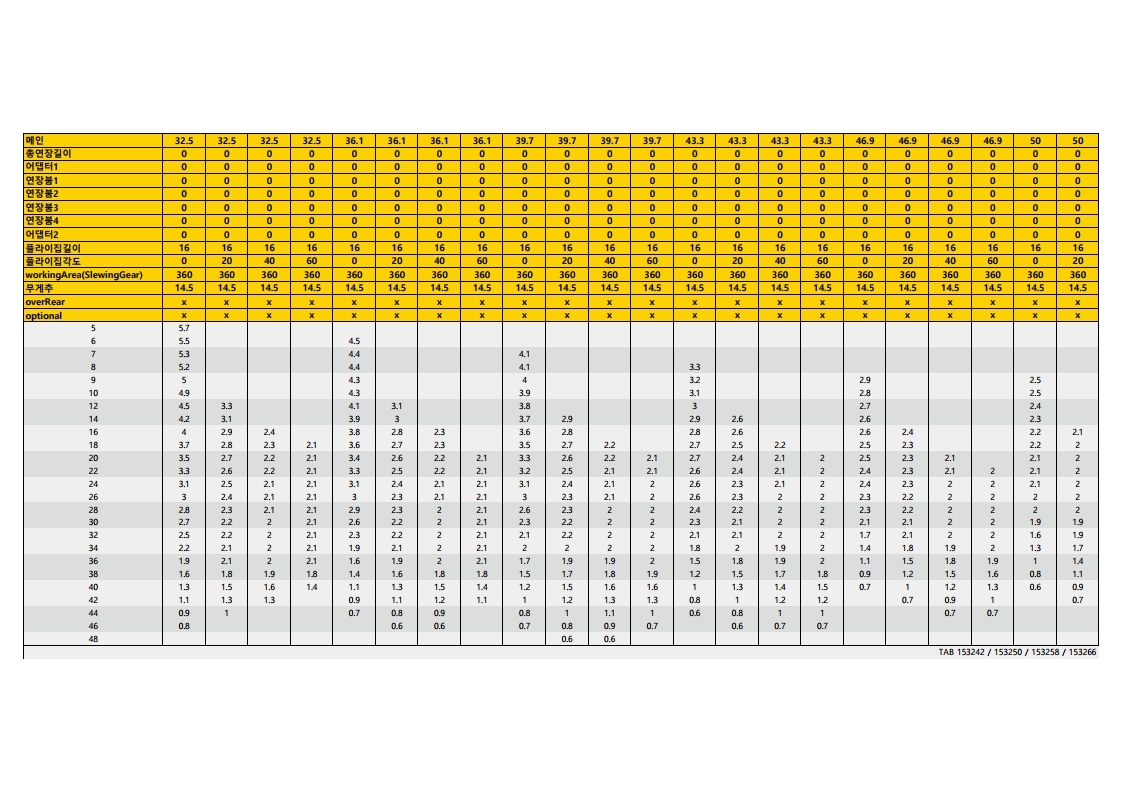 메인 32.5 32.5 32.5 32.5 36.1 36.1 36.1 36.1 39.7 39.7 39.7 39.7 43.3 43.3 43.3 43.3 46.9 46.9 46.9 46.9 50 50
총연장길이 0 0 0 0 0 0 0 0 0 0 0 0 0 0 0 0 0 0 0 0 0 0
어댑터1 0 0 0 0 0 0 0 0 0 0 0 0 0 0 0 0 0 0 0 0 0 0
연장붐1 0 0 0 0 0 0 0 0 0 0 0 0 0 0 0 0 0 0 0 0 0 0
연장붐2 0 0 0 0 0 0 0 0 0 0 0 0 0 0 0 0 0 0 0 0 0 0
연장붐3 0 0 0 0 0 0 0 0 0 0 0 0 0 0 0 0 0 0 0 0 0 0
연장붐4 0 0 0 0 0 0 0 0 0 0 0 0 0 0 0 0 0 0 0 0 0 0
어댑터2 0 0 0 0 0 0 0 0 0 0 0 0 0 0 0 0 0 0 0 0 0 0
플라이집길이 16 16 16 16 16 16 16 16 16 16 16 16 16 16 16 16 16 16 16 16 16 16
플라이집각도 0 20 40 60 0 20 40 60 0 20 40 60 0 20 40 60 0 20 40 60 0 20
workingArea(SlewingGear) 360 360 360 360 360 360 360 360 360 360 360 360 360 360 360 360 360 360 360 360 360 360
무게추 14.5 14.5 14.5 14.5 14.5 14.5 14.5 14.5 14.5 14.5 14.5 14.5 14.5 14.5 14.5 14.5 14.5 14.5 14.5 14.5 14.5 14.5
overRear x x x x x x x x x x x x x x x x x x x x x x
optional x x x x x x x x x x x x x x x x x x x x x x
5 5.7
6 5.5 4.5
7 5.3 4.4 4.1
8 5.2 4.4 4.1 3.3
9 5 4.3 4 3.2 2.9 2.5
10 4.9 4.3 3.9 3.1 2.8 2.5
12 4.5 3.3 4.1 3.1 3.8 3 2.7 2.4
14 4.2 3.1 3.9 3 3.7 2.9 2.9 2.6 2.6 2.3
16 4 2.9 2.4 3.8 2.8 2.3 3.6 2.8 2.8 2.6 2.6 2.4 2.2 2.1
18 3.7 2.8 2.3 2.1 3.6 2.7 2.3 3.5 2.7 2.2 2.7 2.5 2.2 2.5 2.3 2.2 2
20 3.5 2.7 2.2 2.1 3.4 2.6 2.2 2.1 3.3 2.6 2.2 2.1 2.7 2.4 2.1 2 2.5 2.3 2.1 2.1 2
22 3.3 2.6 2.2 2.1 3.3 2.5 2.2 2.1 3.2 2.5 2.1 2.1 2.6 2.4 2.1 2 2.4 2.3 2.1 2 2.1 2
24 3.1 2.5 2.1 2.1 3.1 2.4 2.1 2.1 3.1 2.4 2.1 2 2.6 2.3 2.1 2 2.4 2.3 2.1 2 2.1 2
26 3 2.4 2.1 2.1 3 2.3 2.1 2.1 3 2.3 2.1 2 2.6 2.3 2 2 2.3 2.2 2 2 2 2
28 2.8 2.3 2.1 2.1 2.9 2.3 2 2.1 2.6 2.3 2 2 2.4 2.2 2 2 2.3 2.2 2 2 2 2
30 2.7 2.2 2 2.1 2.6 2.2 2 2.1 2.3 2.2 2 2 2.3 2.1 2 2 2.1 2.1 2 2 1.9 1.9
32 2.5 2.2 2 2.1 2.3 2.2 2 2.1 2.1 2.2 2 2 2.1 2.1 2 2 1.7 2.1 2 2 1.6 1.9
34 2.2 2.1 2 2.1 1.9 2.1 2 2.1 2 2 2 2 1.8 2 1.9 2 1.4 1.8 1.9 2 1.3 1.7
36 1.9 2.1 2 2.1 1.6 1.9 2 2.1 1.7 1.9 1.9 2 1.5 1.8 1.9 2 1.1 1.5 1.8 1.9 1 1.4
38 1.6 1.8 1.9 1.8 1.4 1.6 1.8 1.8 1.5 1.7 1.8 1.9 1.2 1.5 1.7 1.8 0.9 1.2 1.5 1.6 0.8 1.1
40 1.3 1.5 1.6 1.4 1.1 1.3 1.5 1.4 1.2 1.5 1.6 1.6 1 1.3 1.4 1.5 0.7 1 1.2 1.3 0.6 0.9
42 1.1 1.3 1.3 0.9 1.1 1.2 1.1 1 1.2 1.3 1.3 0.8 1 1.2 1.2 0.7 0.9 1 0.7
44 0.9 1 0.7 0.8 0.9 0.8 1 1.1 1 0.6 0.8 1 1 0.7 0.7
46 0.8 0.6 0.6 0.7 0.8 0.9 0.7 0.6 0.7 0.7
48 0.6 0.6
TAB 153242 / 153250 / 153258 / 153266